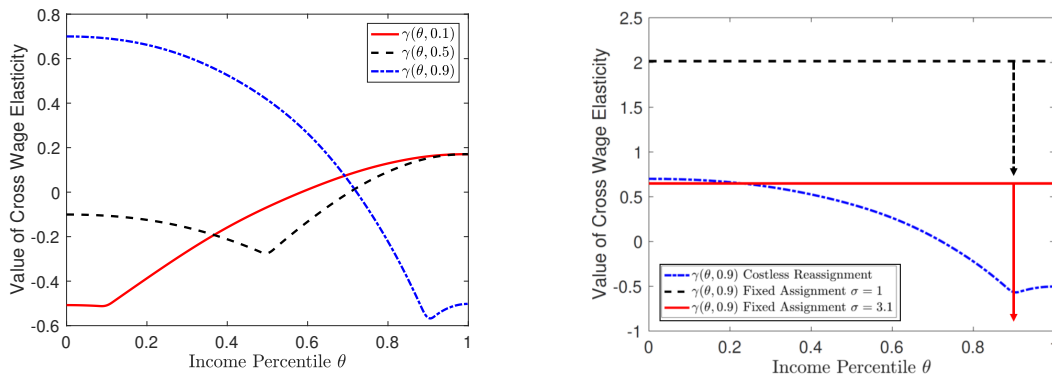 Value of Cross Wage Elasticity
0.8
0.6
0.4
0.2
0
-0.2
-0.4
-0.6
γ(θ, 0.1)
γ(θ, 0.5)
γ(θ, 0.9)
0 0.2 0.4 0.6 0.8 1
Income Percentile θ
Value of Cross Wage Elasticity
2.5
2
1.5
1
0.5
0
-0.5
-1
γ(θ, 0.9) Costless Reassignment
γ(θ, 0.9) Fixed Assignment σ = 1
γ(θ, 0.9) Fixed Assignment σ = 3.1
0 0.2 0.4 0.6 0.8 1
Income Percentile θ